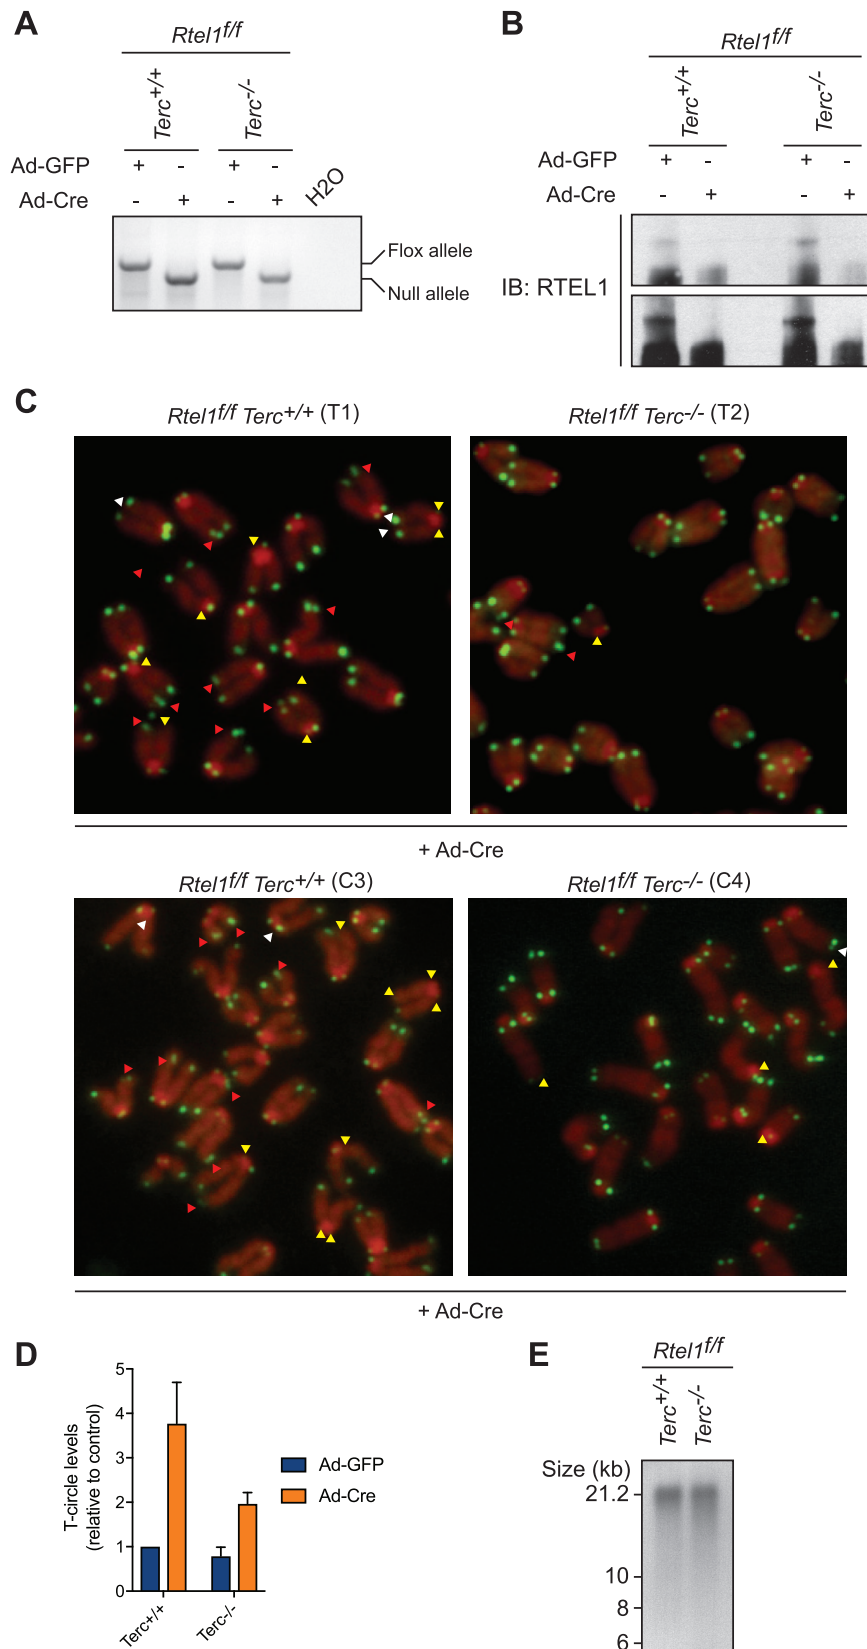 A
Rtel1f/f
Terc+/+ Terc-/-
Ad-GFP + - + -
Ad-Cre - + - + H2O
Flox allele
Null allele
B
Rtel1f/f
Terc+/+ Terc-/-
Ad-GFP + - + -
Ad-Cre - + - +
IB: RTEL1
C
Rtel1f/f Terc+/+ (T1) Rtel1f/f Terc-/- (T2)
+ Ad-Cre
Rtel1f/f Terc+/+ (C3) Rtel1f/f Terc-/- (C4)
+ Ad-Cre
D
T-circle levels
(relative to control)
5
4
3
2
1
0
Terc+/+ Terc-/-
Ad-GFP
Ad-Cre
E
Rtel1f/f
Terc+/+ Terc-/-
Size (kb)
21.2
10
8
6